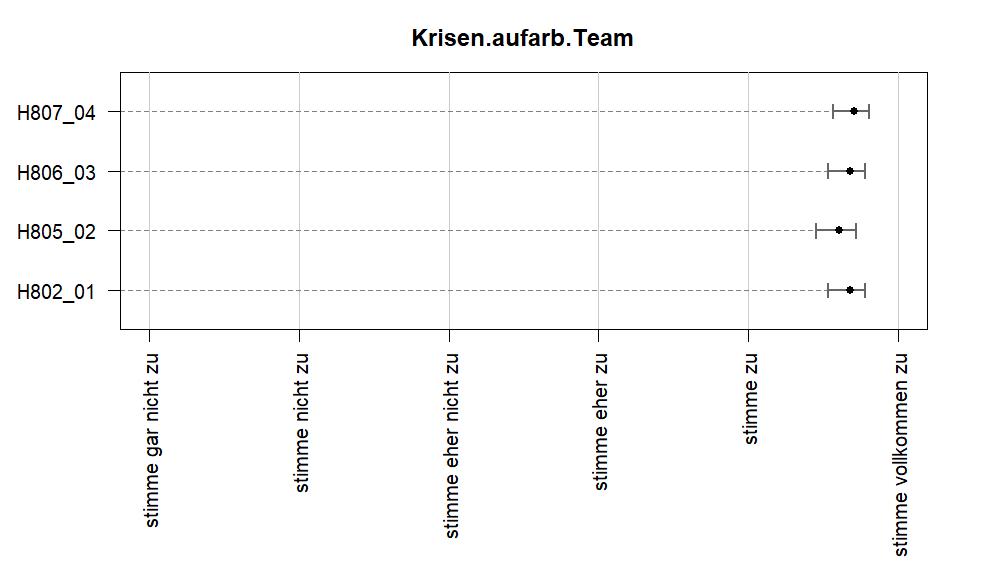 Krisen.aufarb.Team
H807_04
H806_03
H805_02
H802_01
stimme gar nicht zu
stimme nicht zu
stimme eher nicht zu
stimme eher zu
stimme zu
stimme vollkommen zu